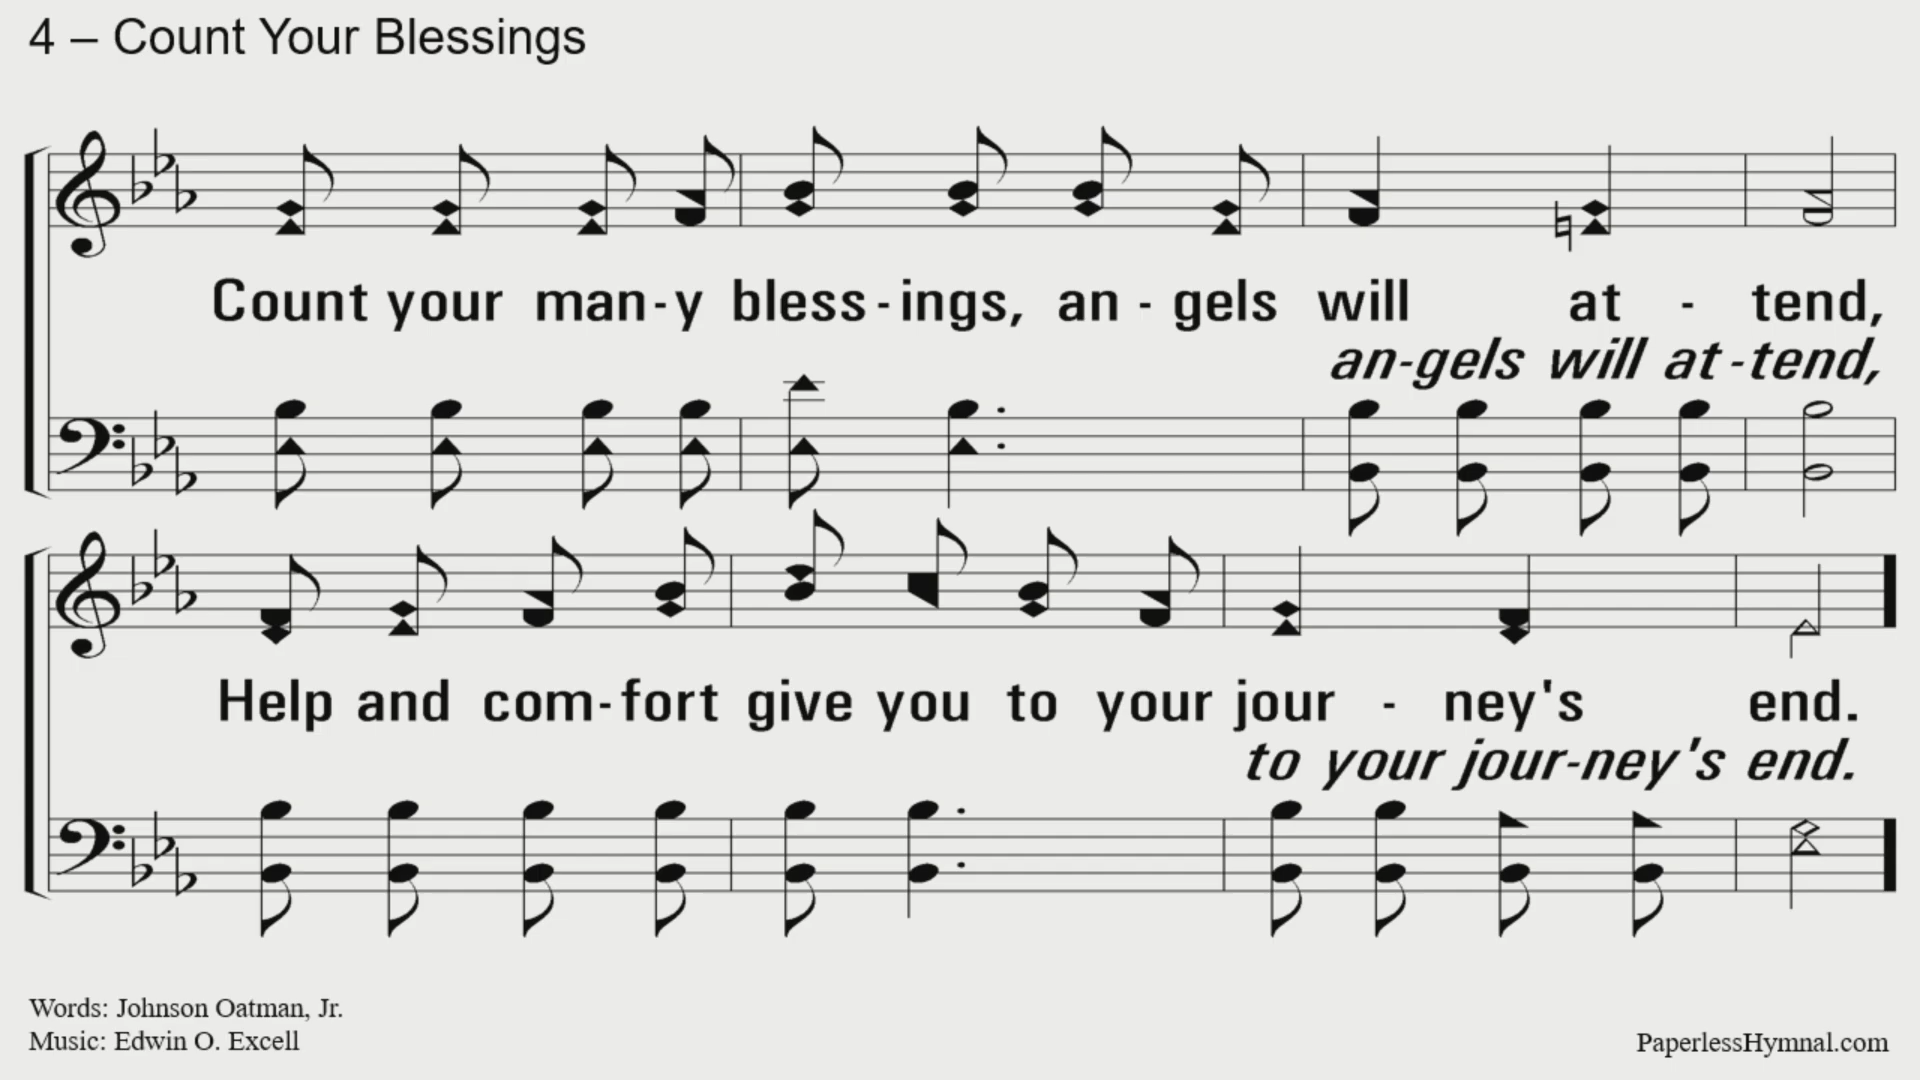 4 – Count Your Blessings
Count your man-y bless-ings, an-gels will at-tend,
an-gels will at-tend,
Help and com-fort give you to your jour-ney's end.
to your jour-ney's end.
Words: Johnson Oatman, Jr.
Music: Edwin O. Excell
PaperlessHymnal.com